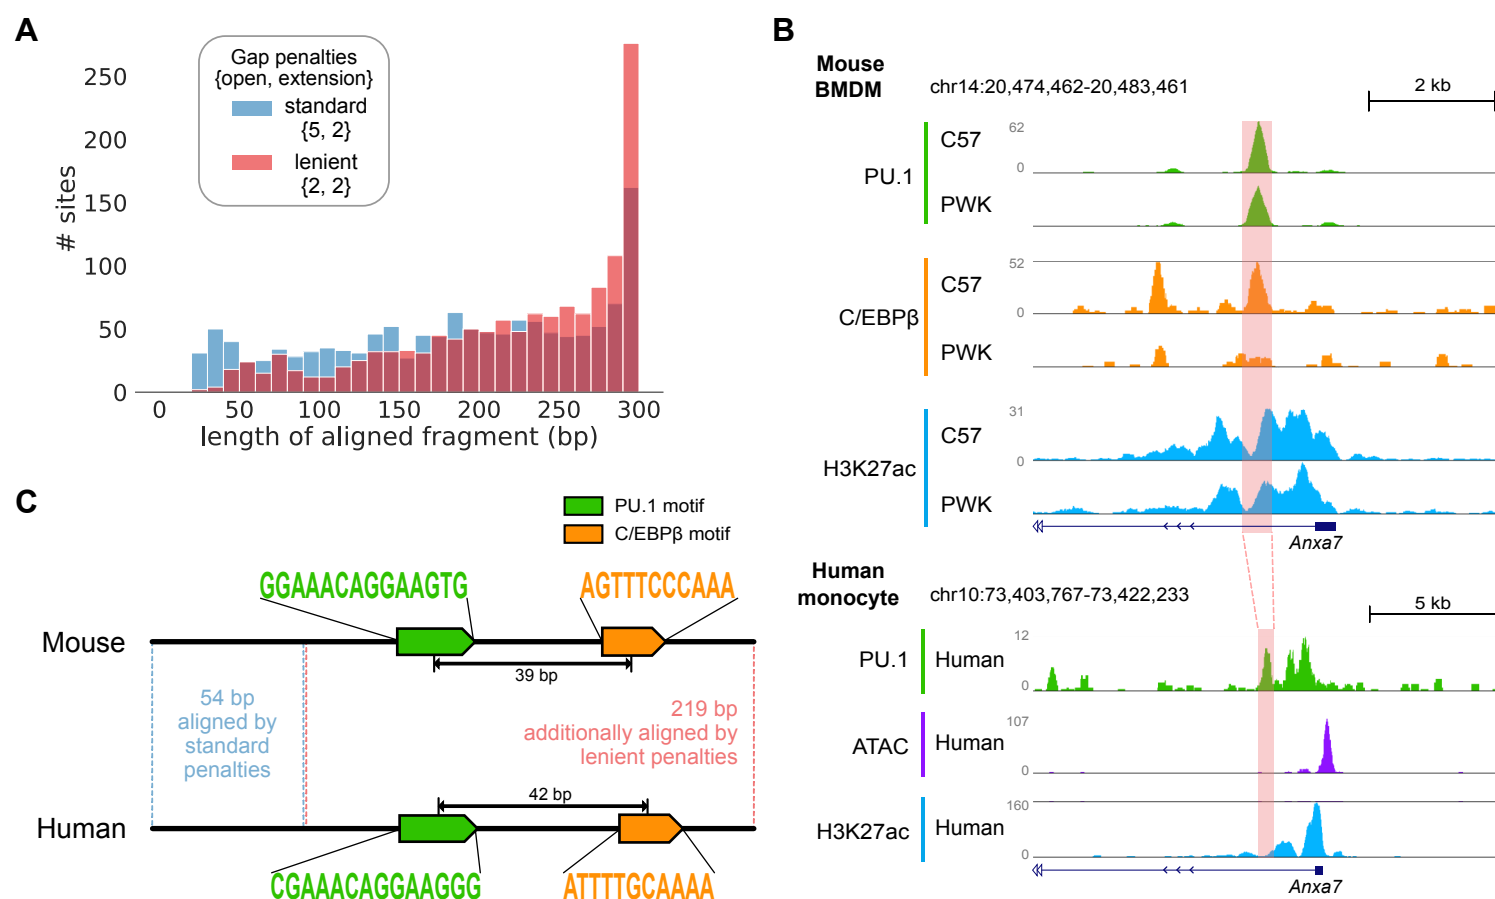 A
Gap penalties
{open, extension}
standard
{5, 2}
lenient
{2, 2}
# sites
250
200
150
100
50
0
0 50 100 150 200 250 300
length of aligned fragment (bp)
B
Mouse
BMDM
chr14:20,474,462-20,483,461
2 kb
PU.1
C57
62
0
PWK
C/EBPβ
C57
52
0
PWK
H3K27ac
C57
31
0
PWK
Anxa7
Human
monocyte
chr10:73,403,767-73,422,233
5 kb
PU.1
Human
12
0
ATAC
Human
107
0
H3K27ac
Human
160
0
Anxa7
C
PU.1 motif
C/EBPβ motif
GGAAACAGGAAGTG
AGTTTCCCAAA
Mouse
39 bp
54 bp
aligned by
standard
penalties
219 bp
additionally aligned by
lenient penalties
42 bp
Human
CGAAACAGGAAGGG
ATTTTGCAAAA